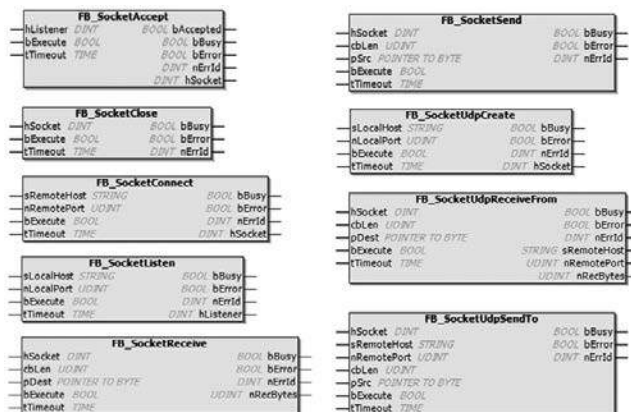 FB_SocketAccept
hListener DINT BOOL bAccepted
bExecute BOOL BOOL bBusy
tTimeout TIME BOOL bError
DINT nErrId
DINT hSocket
FB_SocketClose
hSocket DINT BOOL bBusy
bExecute BOOL BOOL bError
tTimeout TIME DINT nErrId
FB_SocketConnect
sRemoteHost STRING BOOL bBusy
nRemotePort UDINT BOOL bError
bExecute BOOL DINT nErrId
tTimeout TIME DINT hSocket
FB_SocketListen
sLocalHost STRING BOOL bBusy
nLocalPort UDINT BOOL bError
bExecute BOOL DINT nErrId
tTimeout TIME DINT hListener
FB_SocketReceive
hSocket DINT BOOL bBusy
cbLen UDINT BOOL bError
pDest POINTER TO BYTE DINT nErrId
bExecute BOOL UDINT nRecBytes
tTimeout TIME
FB_SocketSend
hSocket DINT BOOL bBusy
cbLen UDINT BOOL bError
pSrc POINTER TO BYTE DINT nErrId
bExecute BOOL
tTimeout TIME
FB_SocketUdpCreate
sLocalHost STRING BOOL bBusy
nLocalPort UDINT BOOL bError
bExecute BOOL DINT nErrId
tTimeout TIME DINT hSocket
FB_SocketUdpReceiveFrom
hSocket DINT BOOL bBusy
cbLen UDINT BOOL bError
pDest POINTER TO BYTE DINT nErrId
bExecute BOOL STRING sRemoteHost
tTimeout TIME UDINT nRemotePort
UDINT nRecBytes
FB_SocketUdpSendTo
hSocket DINT BOOL bBusy
sRemoteHost STRING BOOL bError
nRemotePort UDINT DINT nErrId
cbLen UDINT
pSrc POINTER TO BYTE
bExecute BOOL
tTimeout TIME